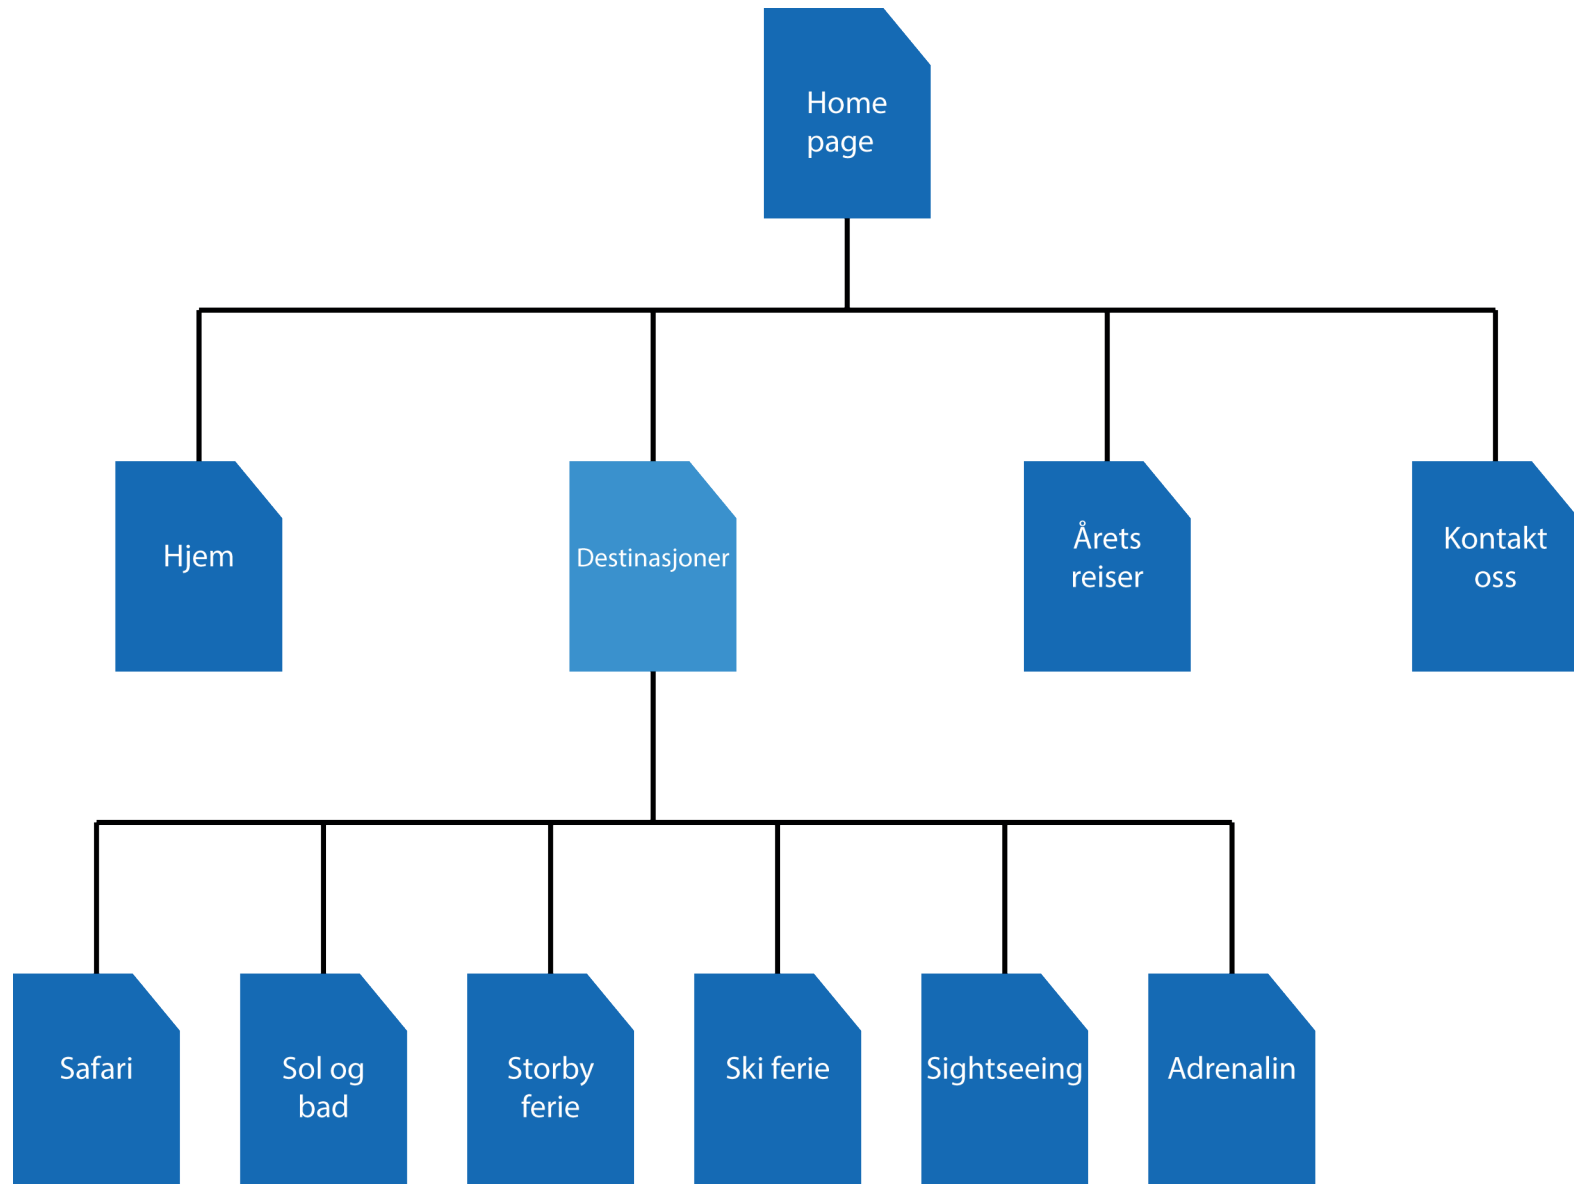 Home
page
Hjem
Destinasjoner
Årets
reiser
Kontakt
oss
Safari
Sol og
bad
Storby
ferie
Ski ferie
Sightseeing
Adrenalin